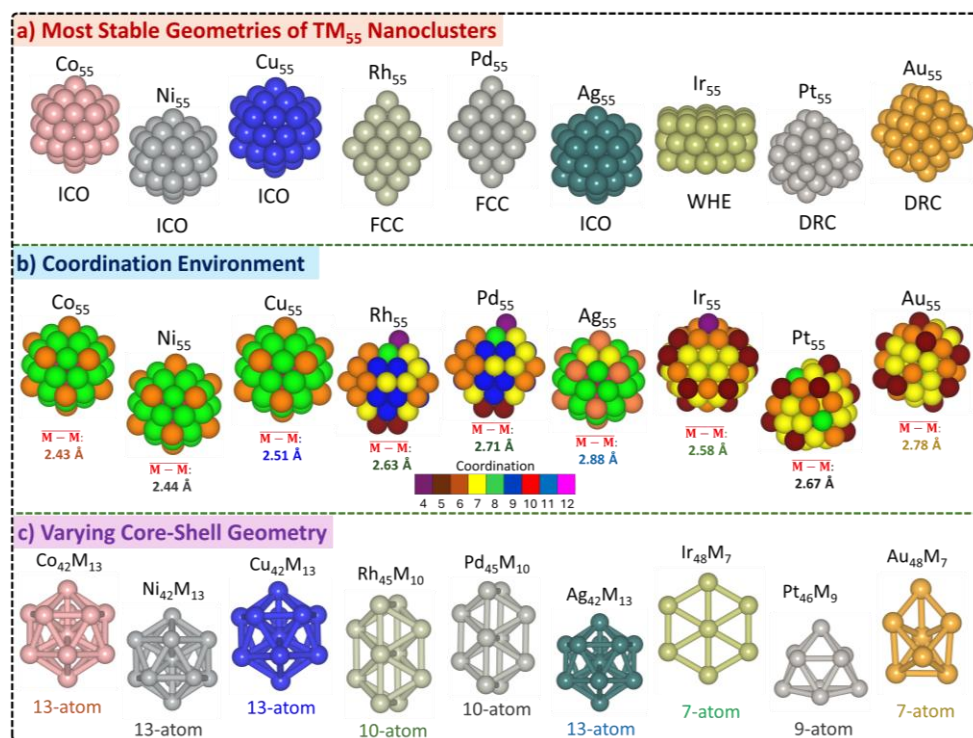 a) Most Stable Geometries of TM₅₅ Nanoclusters
Co₅₅
Ni₅₅
Cu₅₅
Rh₅₅
Pd₅₅
Ag₅₅
Ir₅₅
Pt₅₅
Au₅₅
ICO
ICO
ICO
FCC
FCC
ICO
WHE
DRC
DRC
b) Coordination Environment
Co₅₅
Ni₅₅
Cu₅₅
Rh₅₅
Pd₅₅
Ag₅₅
Ir₅₅
Pt₅₅
Au₅₅
M – M:
2.43 Å
M – M:
2.44 Å
M – M:
2.51 Å
M – M:
2.63 Å
M – M:
2.71 Å
M – M:
2.88 Å
M – M:
2.58 Å
M – M:
2.67 Å
M – M:
2.78 Å
Coordination
4 5 6 7 8 9 10 11 12
c) Varying Core-Shell Geometry
Co₄₂M₁₃
Ni₄₂M₁₃
Cu₄₂M₁₃
Rh₄₅M₁₀
Pd₄₅M₁₀
Ag₄₂M₁₃
Ir₄₈M₇
Pt₄₆M₉
Au₄₈M₇
13-atom
13-atom
13-atom
10-atom
10-atom
13-atom
7-atom
9-atom
7-atom